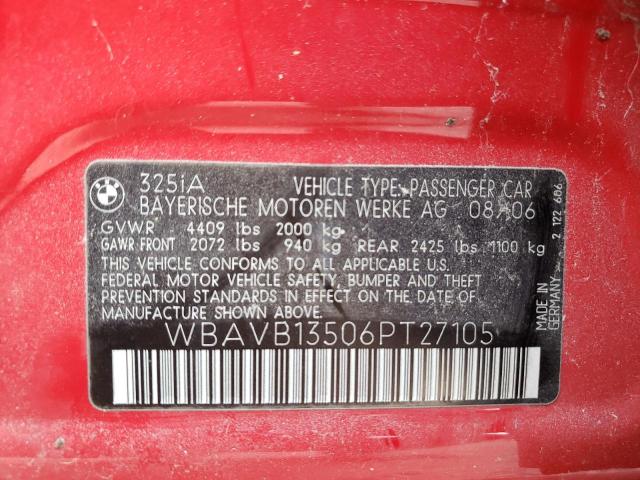 BMW
325iA VEHICLE TYPE: PASSENGER CAR
BAYERISCHE MOTOREN WERKE AG 08/06
GVWR 4409 lbs 2000 kg
GAWR FRONT 2072 lbs 940 kg REAR 2425 lbs 1100 kg
THIS VEHICLE CONFORMS TO ALL APPLICABLE U.S.
FEDERAL MOTOR VEHICLE SAFETY, BUMPER AND THEFT
PREVENTION STANDARDS IN EFFECT ON THE DATE OF
MANUFACTURE SHOWN ABOVE.
WBAVB13506PT27105
MADE IN
GERMANY
2 122 686